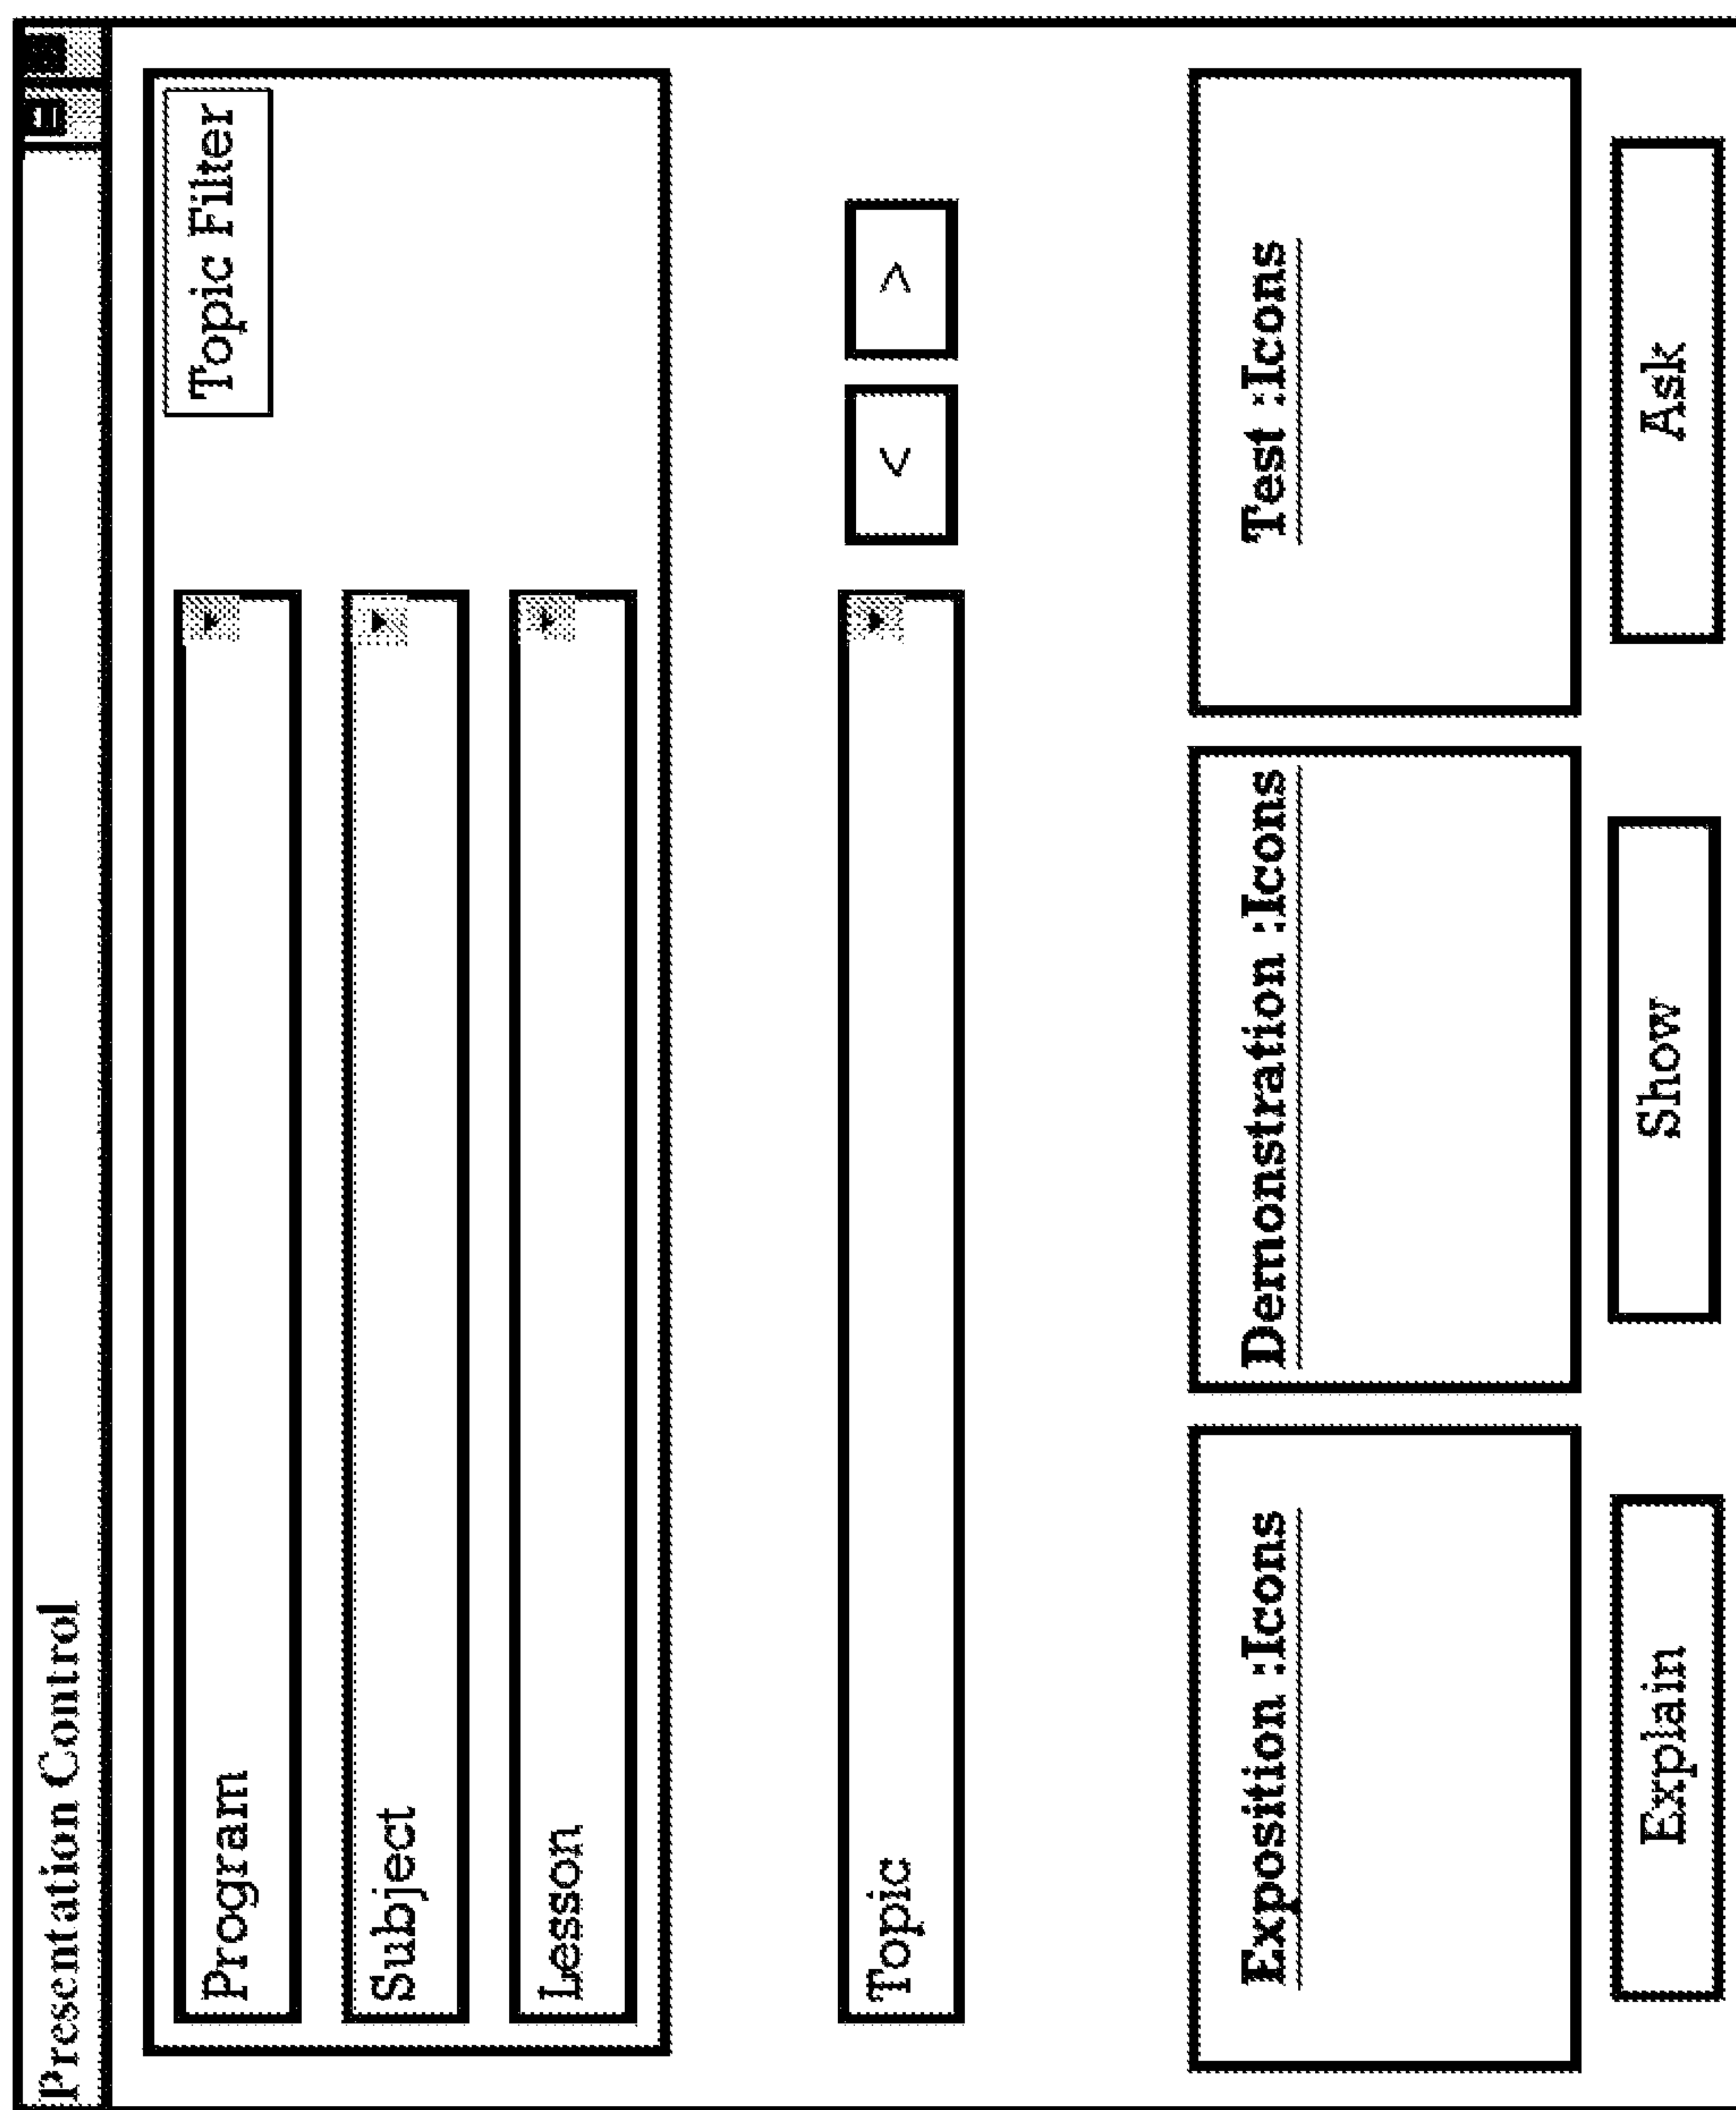 Presentation Control
Program
Topic Filter
Subject
Lesson
Topic
< >
Exposition :Icons
Demonstration :Icons
Test :Icons
Explain
Show
Ask